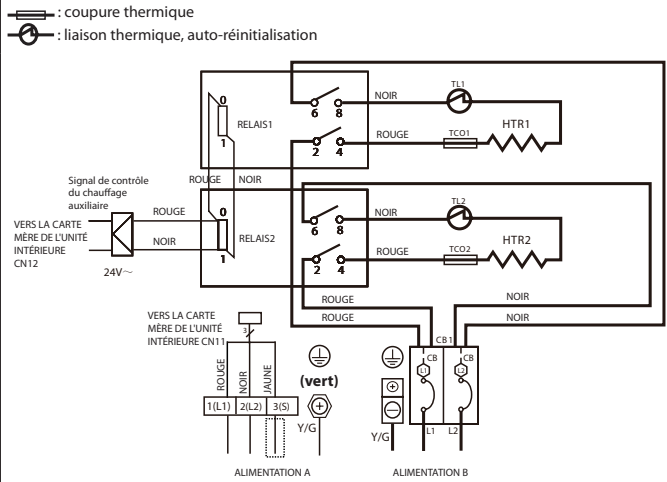 : coupure thermique
: liaison thermique, auto-réinitialisation
0
1
RELAIS1
6 8
2 4
NOIR
TL1
ROUGE
TCO1
HTR1
ROUGE NOIR
Signal de contrôle
du chauffage
auxiliaire
VERS LA CARTE
MÈRE DE L'UNITÉ
INTÉRIEURE
CN12
24V～
ROUGE
NOIR
0
1
RELAIS2
6 8
2 4
NOIR
TL2
ROUGE
TCO2
HTR2
ROUGE
NOIR
ROUGE
NOIR
VERS LA CARTE
MÈRE DE L'UNITÉ
INTÉRIEURE CN11
3
ROUGE
NOIR
JAUNE
1(L1) 2(L2) 3(S)
(vert)
Y/G
ALIMENTATION A
CB1
CB CB
L1 L2
Y/G
L1 L2
ALIMENTATION B